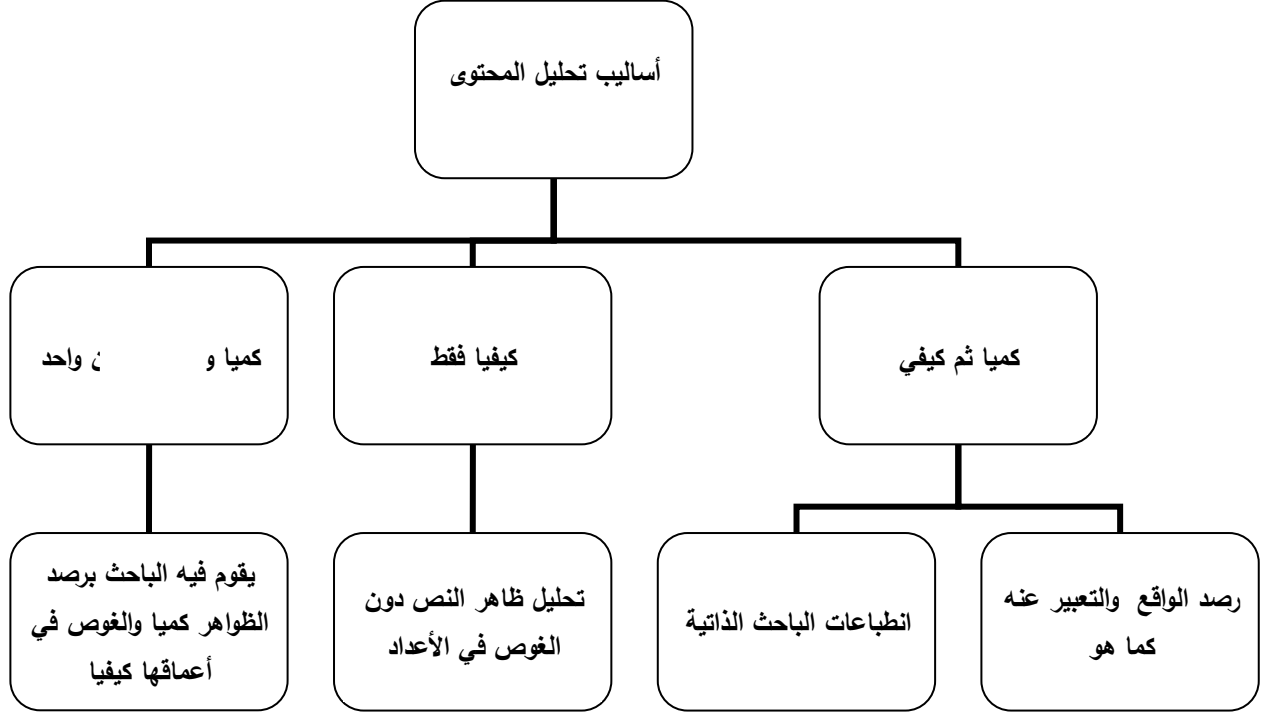 أساليب تحليل المحتوى
كميا ثم كيفي
كيفيا فقط
كميا و واحد
رصد الواقع والتعبير عنه
كما هو
انطباعات الباحث الذاتية
تحليل ظاهر النص دون
الغوص في الأعداد
يقوم فيه الباحث برصد
الظواهر كميا والغوص في
أعماقها كيفيا